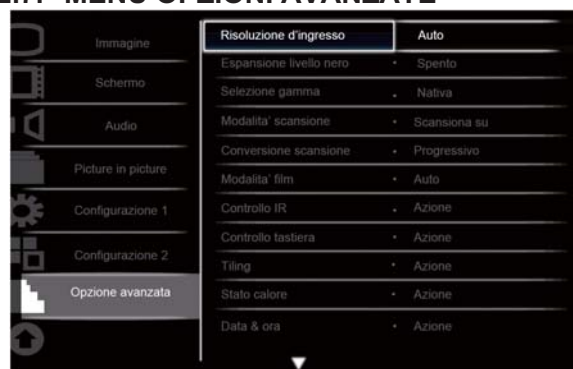 MENU OPZIONI AVANZATE
Immagine
Schermo
Audio
Picture in picture
Configurazione 1
Configurazione 2
Opzione avanzata
Risoluzione d'ingresso Auto
Espansione livello nero • Spento
Selezione gamma • Nativa
Modalita' scansione • Scansiona su
Conversione scansione • Progressivo
Modalita' film • Auto
Controllo IR • Azione
Controllo tastiera • Azione
Tiling • Azione
Stato calore • Azione
Data & ora • Azione